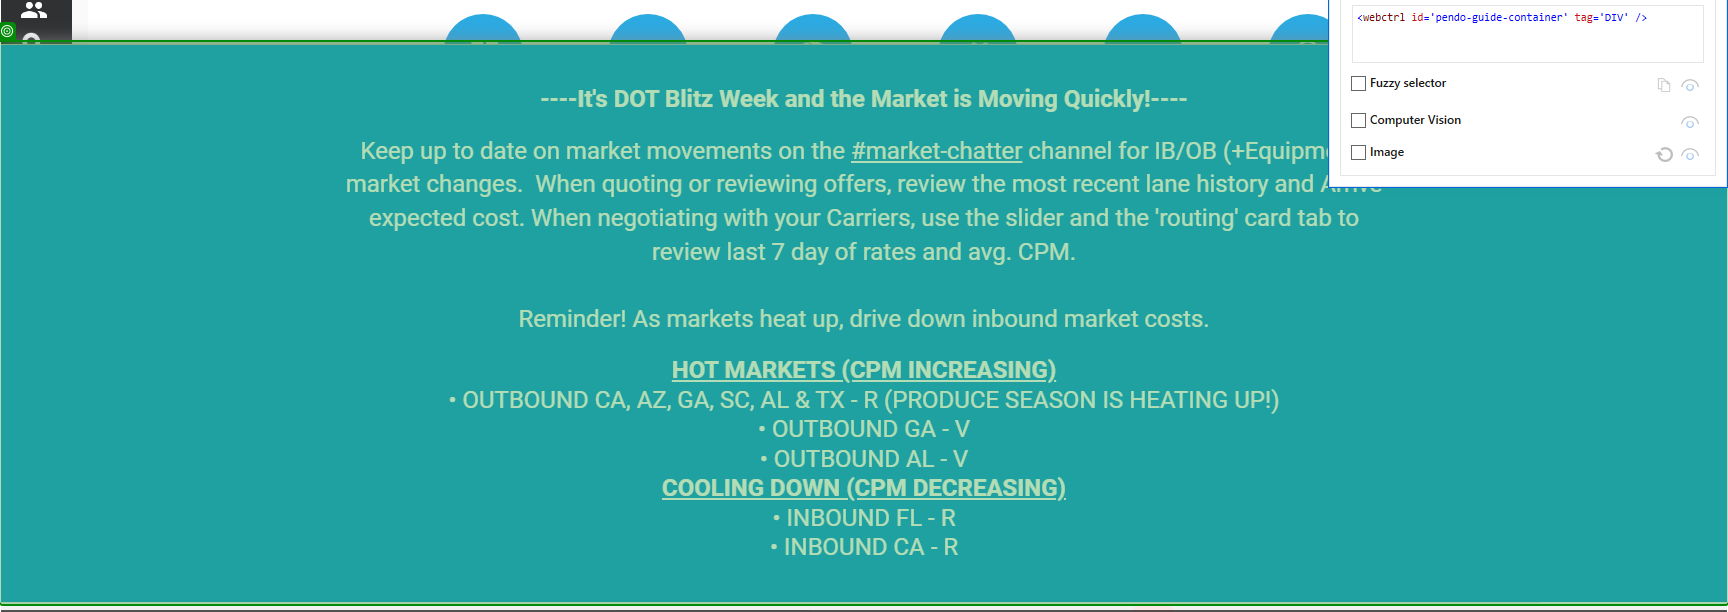 <webctrl id='pendo-guide-container' tag='DIV' />
Fuzzy selector
Computer Vision
Image
----It's DOT Blitz Week and the Market is Moving Quickly!----
Keep up to date on market movements on the #market-chatter channel for IB/OB (+Equipme
market changes.  When quoting or reviewing offers, review the most recent lane history and Arrive
expected cost. When negotiating with your Carriers, use the slider and the 'routing' card tab to
review last 7 day of rates and avg. CPM.
Reminder! As markets heat up, drive down inbound market costs.
HOT MARKETS (CPM INCREASING)
• OUTBOUND CA, AZ, GA, SC, AL & TX - R (PRODUCE SEASON IS HEATING UP!)
• OUTBOUND GA - V
• OUTBOUND AL - V
COOLING DOWN (CPM DECREASING)
• INBOUND FL - R
• INBOUND CA - R